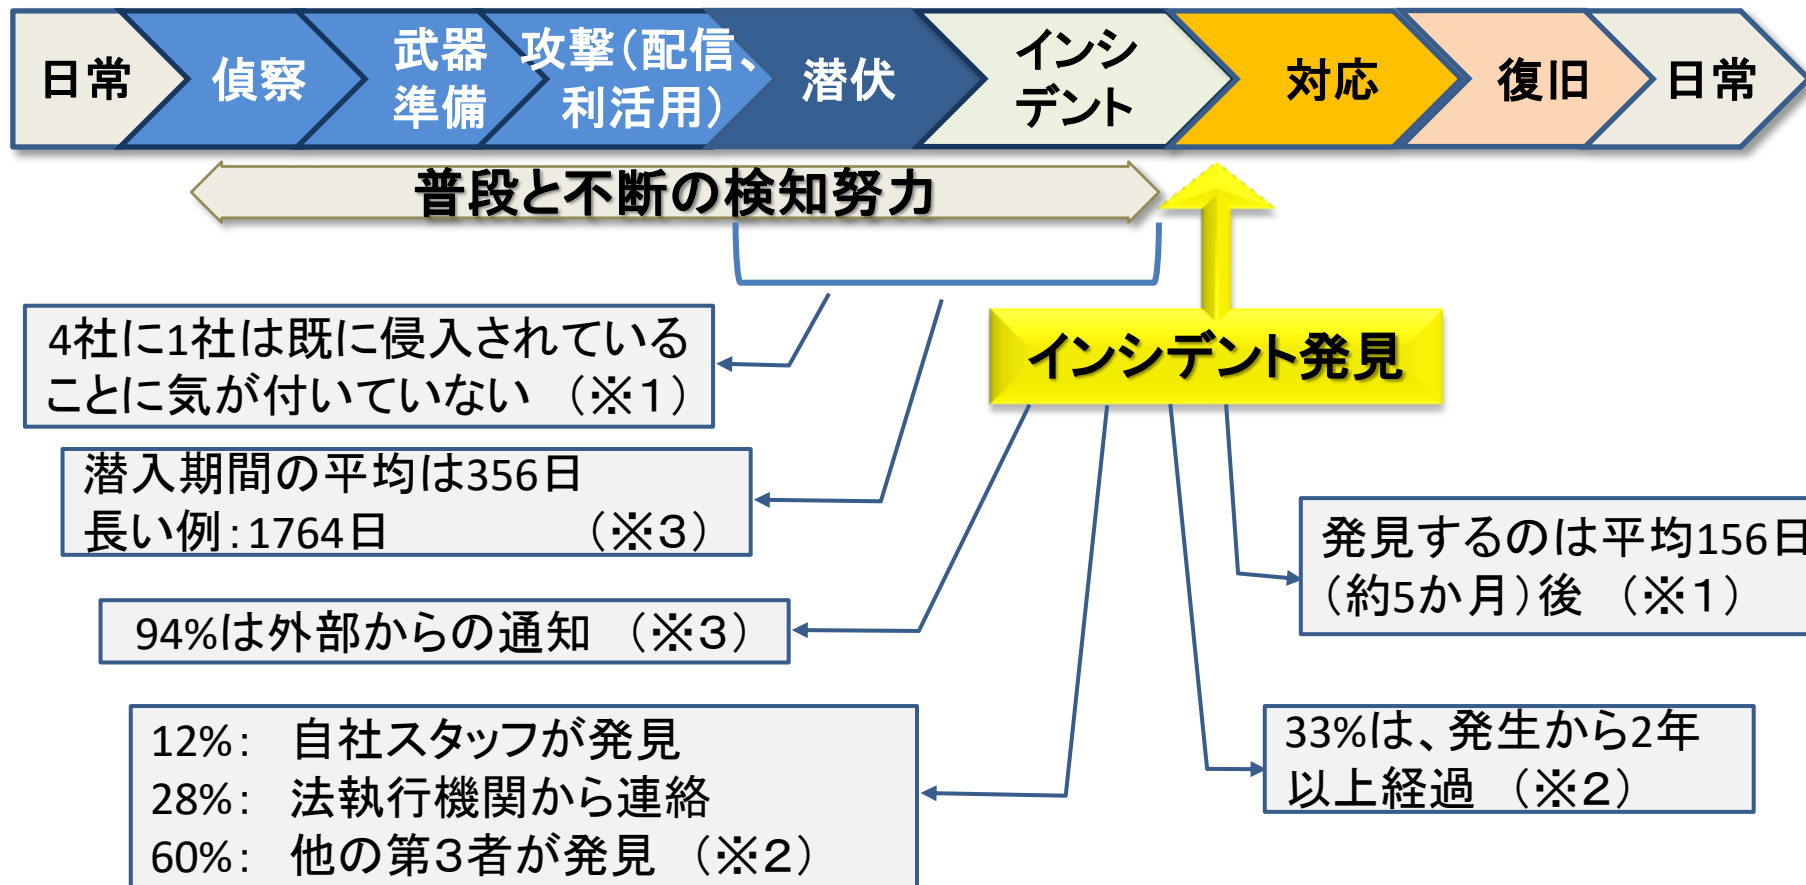 日常
偵察
武器
準備
攻撃(配信、
利活用)
潜伏
インシ
デント
対応
復旧
日常
普段と不断の検知努力
インシデント発見
4社に1社は既に侵入されている
ことに気が付いていない (※1)
潜入期間の平均は356日
長い例:1764日 (※3)
94%は外部からの通知 (※3)
12%: 自社スタッフが発見
28%: 法執行機関から連絡
60%: 他の第3者が発見 (※2)
発見するのは平均156日
(約5か月)後 (※1)
33%は、発生から2年
以上経過 (※2)